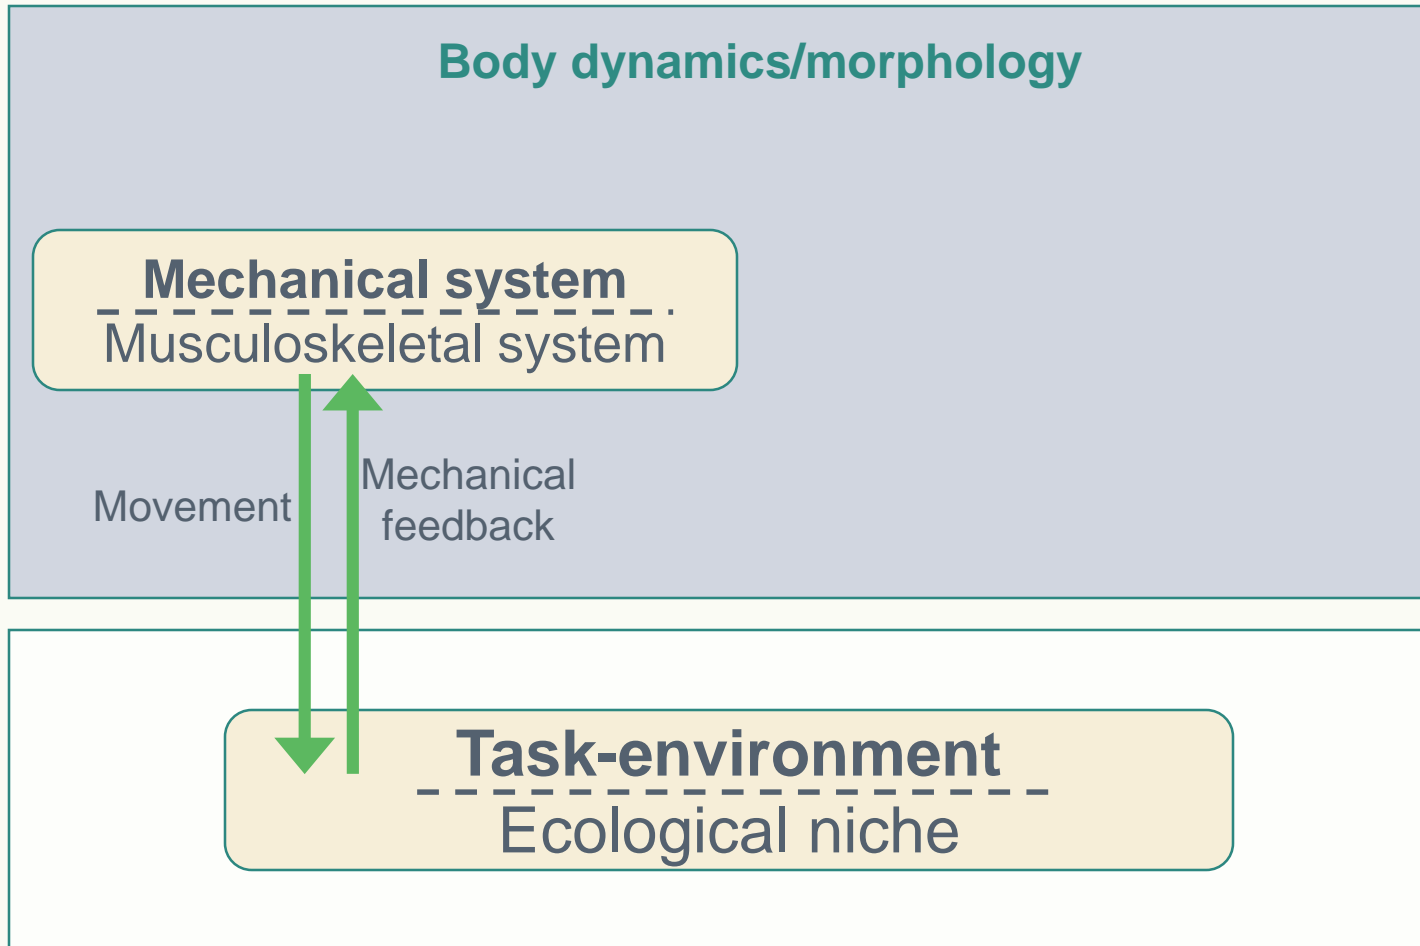 Body dynamics/morphology
Mechanical system
Musculoskeletal system
Movement
Mechanical
feedback
Task-environment
Ecological niche